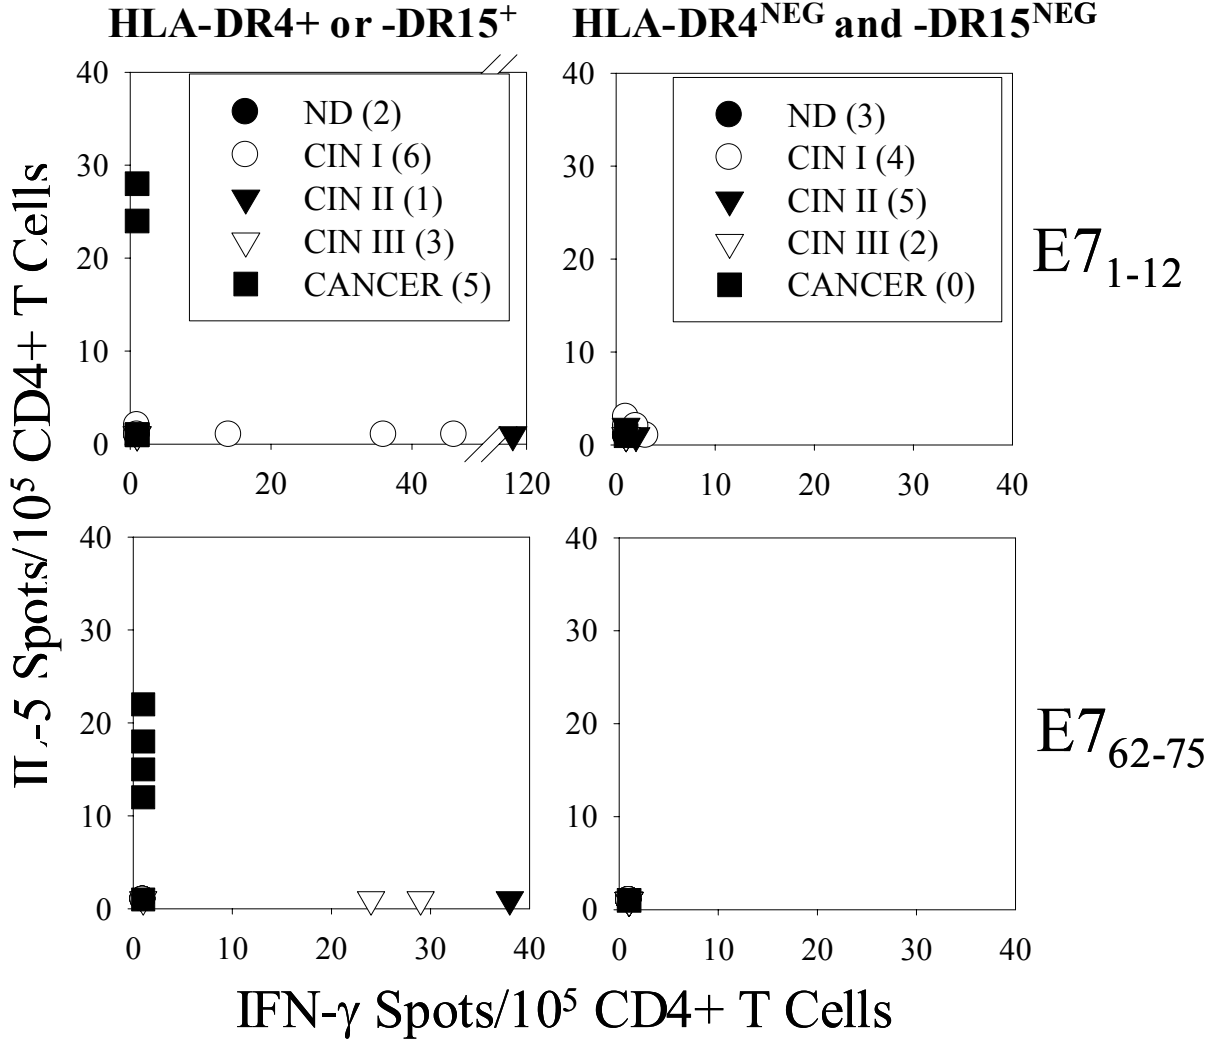 HLA-DR4+ or -DR15⁺
HLA-DR4ᴺᴱᴳ and -DR15ᴺᴱᴳ
IL-5 Spots/10⁵ CD4+ T Cells
40
30
20
10
0
0 20 40 120
ND (2)
CIN I (6)
CIN II (1)
CIN III (3)
CANCER (5)
40
30
20
10
0
0 10 20 30 40
ND (3)
CIN I (4)
CIN II (5)
CIN III (2)
CANCER (0)
E7₁₋₁₂
40
30
20
10
0
0 10 20 30 40
40
30
20
10
0
0 10 20 30 40
E7₆₂₋₇₅
IFN-γ Spots/10⁵ CD4+ T Cells